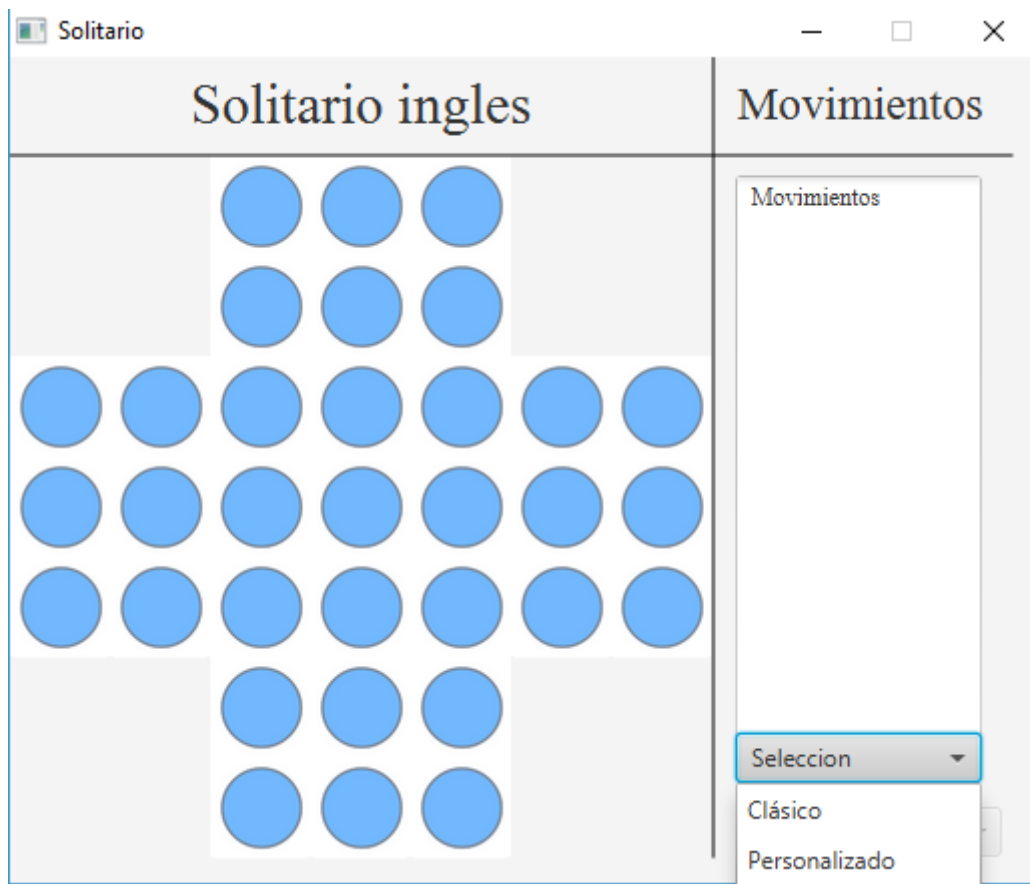 Solitario
Solitario ingles
Movimientos
Movimientos
Seleccion
Clásico
Personalizado